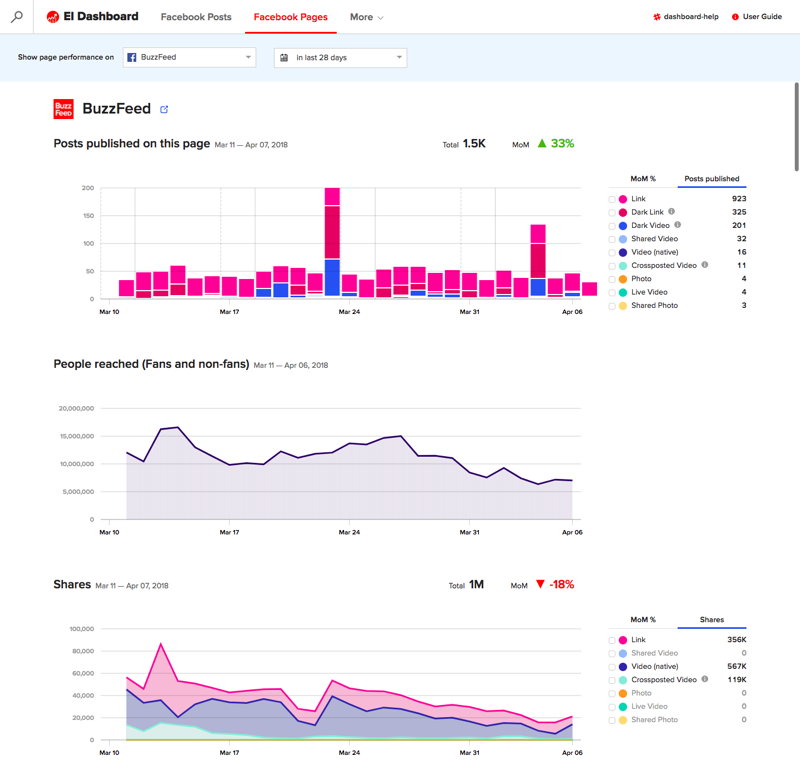 EI Dashboard Facebook Posts Facebook Pages More dashboard-help User Guide
Show page performance on BuzzFeed in last 28 days
Buzz
FeeD
BuzzFeed
Posts published on this page Mar 11 — Apr 07, 2018 Total 1.5K MoM 33%
MoM % Posts published
Link 923
Dark Link 325
Dark Video 201
Shared Video 32
Video (native) 16
Crossposted Video 11
Photo 4
Live Video 4
Shared Photo 3
200
150
100
50
0
Mar 10 Mar 17 Mar 24 Mar 31 Apr 06
People reached (Fans and non-fans) Mar 11 — Apr 06, 2018
20,000,000
15,000,000
10,000,000
5,000,000
0
Mar 10 Mar 17 Mar 24 Mar 31 Apr 06
Shares Mar 11 — Apr 07, 2018 Total 1M MoM -18%
MoM % Shares
Link 356K
Shared Video 0
Video (native) 567K
Crossposted Video 119K
Photo 0
Live Video 0
Shared Photo 0
100,000
80,000
60,000
40,000
20,000
0
Mar 10 Mar 17 Mar 24 Mar 31 Apr 06